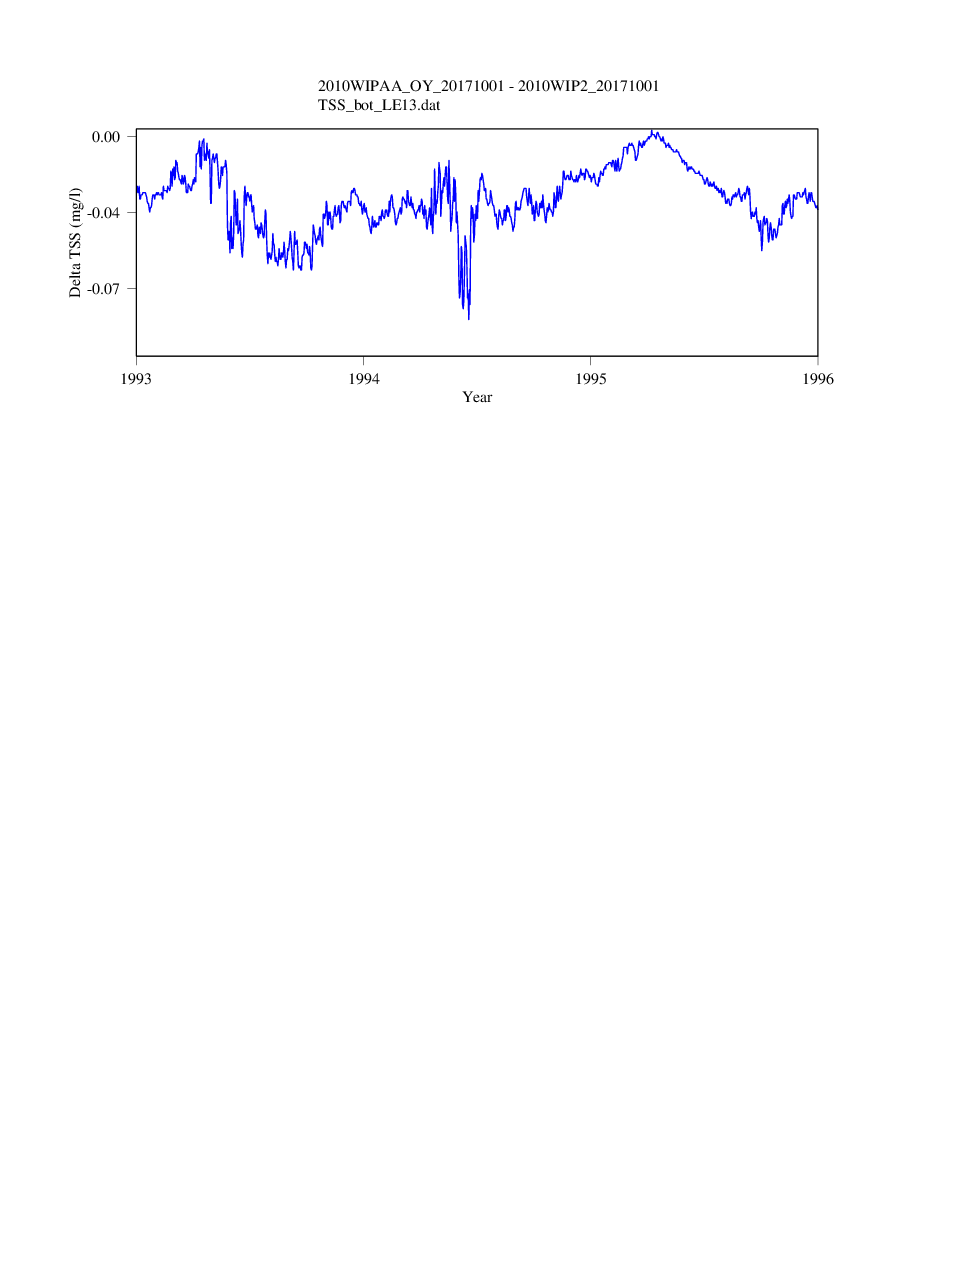 2010WIPAA_OY_20171001 - 2010WIP2_20171001
TSS_bot_LE13.dat
0.00
-0.04
-0.07
Delta TSS (mg/l)
1993
1994
1995
1996
Year